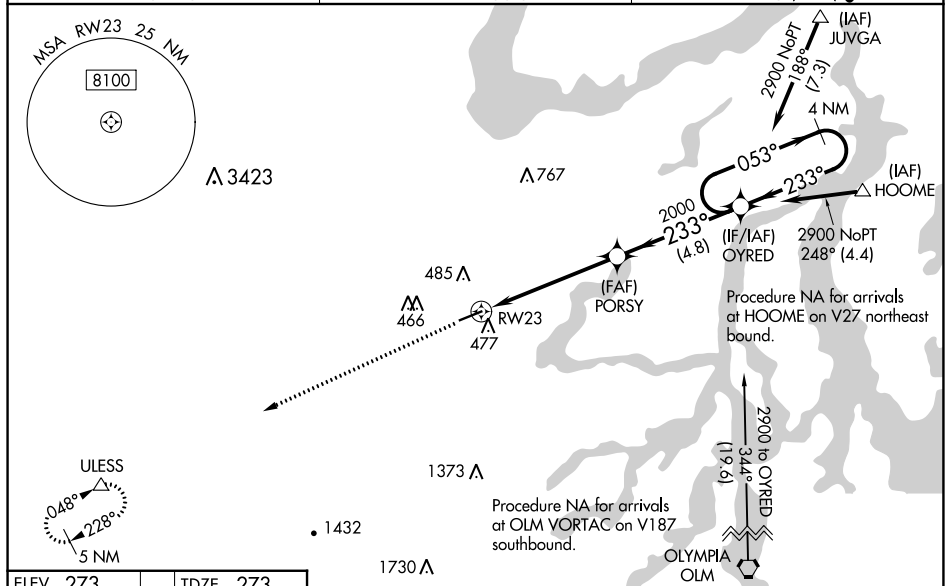 MSA RW23 25 NM
8100
3423
767
(IAF)
JUVGA
2900 NoPT
188°
(7.3)
4 NM
053°
233°
(IAF)
HOOME
2000
233°
(4.8)
(IF/IAF)
OYRED
2900 NoPT
248° (4.4)
(FAF)
PORSY
485
466
RW23
477
Procedure NA for arrivals
at HOOME on V27 northeast
bound.
2900 to OYRED
344°
(19.6)
ULESS
048°
228°
5 NM
1373
1432
1730
Procedure NA for arrivals
at OLM VORTAC on V187
southbound.
OLYMPIA
OLM
ELEV 273
TDZE 273